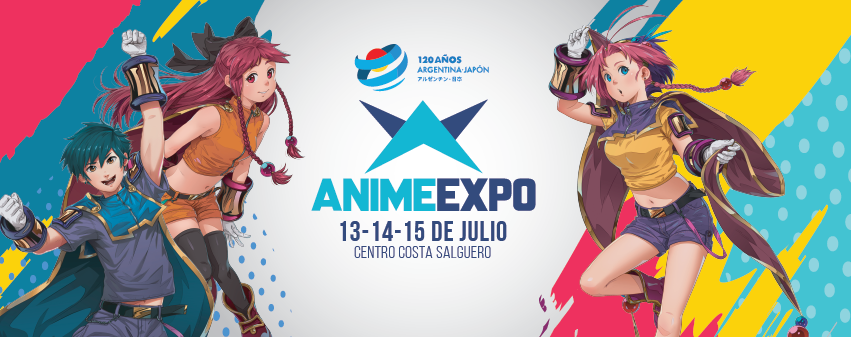 120 AÑOS
ARGENTINA·JAPÓN
アルゼンチン・日本
ANIMEEXPO
13-14-15 DE JULIO
CENTRO COSTA SALGUERO